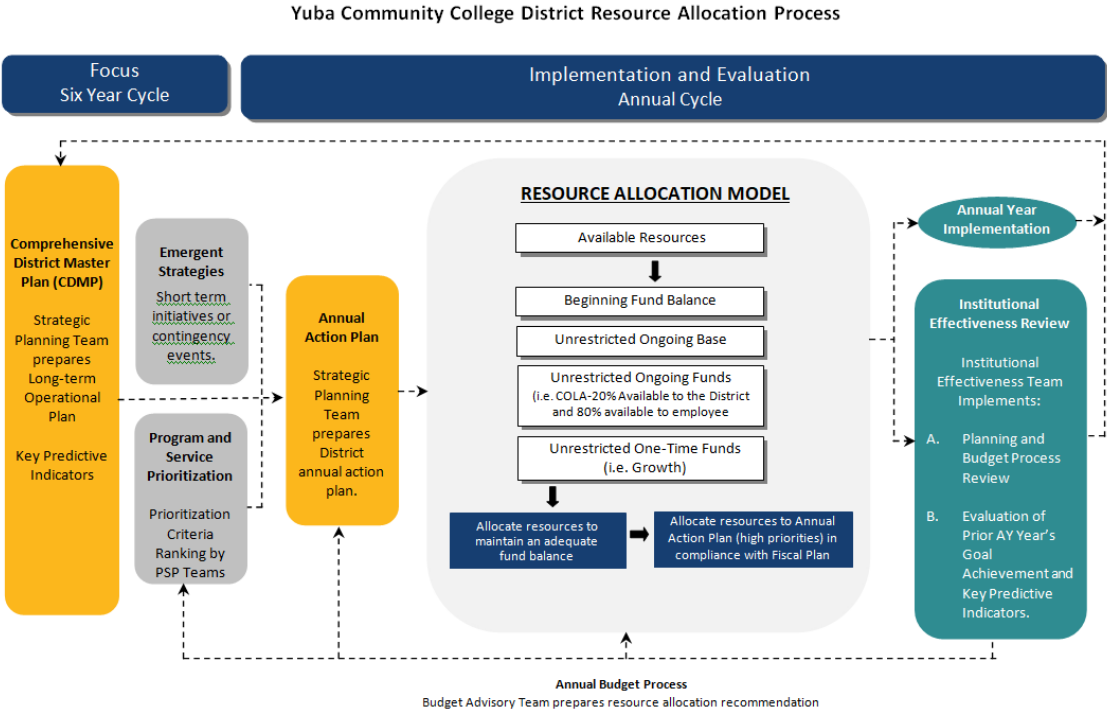 Yuba Community College District Resource Allocation Process
Focus
Six Year Cycle
Implementation and Evaluation
Annual Cycle
Comprehensive
District Master
Plan (CDMP)
Strategic
Planning Team
prepares
Long-term
Operational
Plan
Key Predictive
Indicators
Emergent
Strategies
Short term
initiatives or
contingency
events.
Program and
Service
Prioritization
Prioritization
Criteria
Ranking by
PSP Teams
Annual
Action Plan
Strategic
Planning
Team
prepares
District
annual action
plan.
RESOURCE ALLOCATION MODEL
Available Resources
Beginning Fund Balance
Unrestricted Ongoing Base
Unrestricted Ongoing Funds
(i.e. COLA-20% Available to the District
and 80% available to employee
Unrestricted One-Time Funds
(i.e. Growth)
Allocate resources to
maintain an adequate
fund balance
Allocate resources to Annual
Action Plan (high priorities) in
compliance with Fiscal Plan
Annual Year
Implementation
Institutional
Effectiveness Review
Institutional
Effectiveness Team
Implements:
A. Planning and
Budget Process
Review
B. Evaluation of
Prior AY Year's
Goal
Achievement and
Key Predictive
Indicators.
Annual Budget Process
Budget Advisory Team prepares resource allocation recommendation